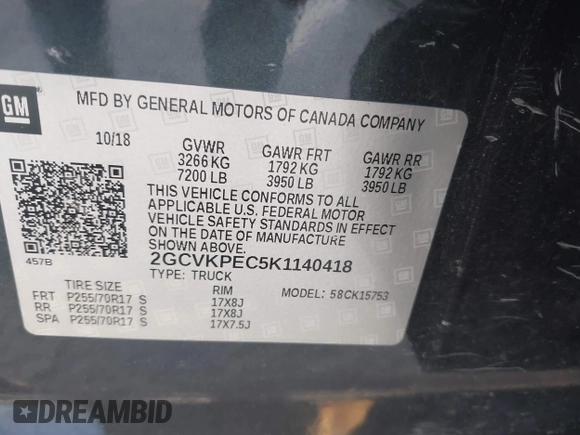 GM
MFD BY GENERAL MOTORS OF CANADA COMPANY
10/18 GVWR GAWR FRT GAWR RR
3266 KG 1792 KG 1792 KG
7200 LB 3950 LB 3950 LB
THIS VEHICLE CONFORMS TO ALL
APPLICABLE U.S. FEDERAL MOTOR
VEHICLE SAFETY STANDARDS IN EFFECT
ON THE DATE OF MANUFACTURE
SHOWN ABOVE.
457B 2GCVKPEC5K1140418
TYPE: TRUCK
TIRE SIZE RIM MODEL: 58CK15753
FRT P255/70R17 S 17X8J
RR P255/70R17 S 17X8J
SPA P255/70R17 S 17X7.5J
DREAMBID